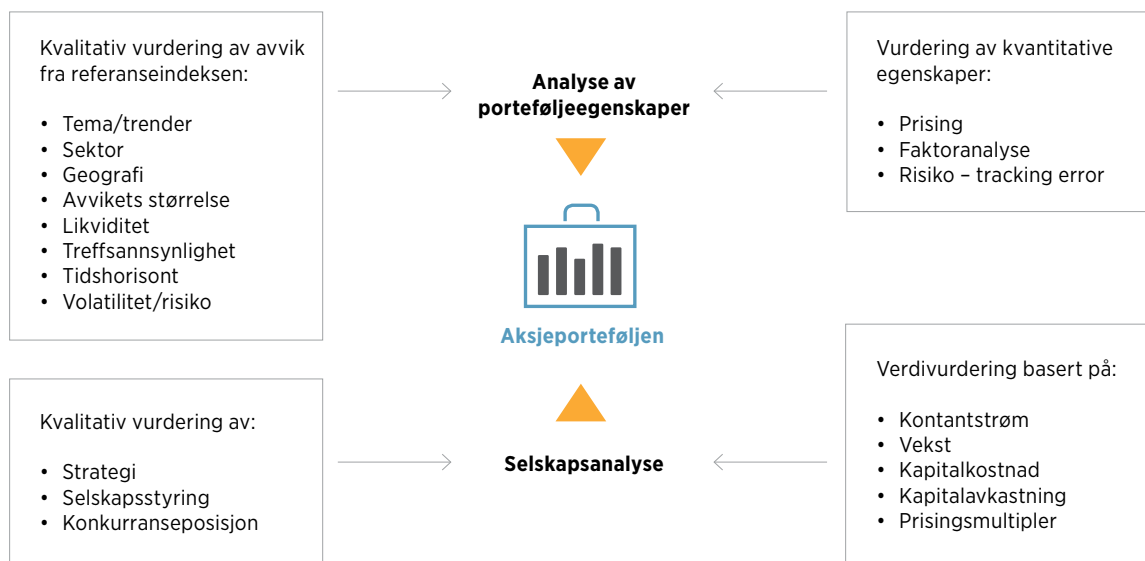 Kvalitativ vurdering av avvik
fra referanseindeksen:
• Tema/trender
• Sektor
• Geografi
• Avvikets størrelse
• Likviditet
• Treffsannsynlighet
• Tidshorisont
• Volatilitet/risiko
Analyse av
porteføljeegenskaper
Vurdering av kvantitative
egenskaper:
• Prising
• Faktoranalyse
• Risiko – tracking error
Aksjeporteføljen
Kvalitativ vurdering av:
• Strategi
• Selskapsstyring
• Konkurranseposisjon
Selskapsanalyse
Verdivurdering basert på:
• Kontantstrøm
• Vekst
• Kapitalkostnad
• Kapitalavkastning
• Prisingsmultipler